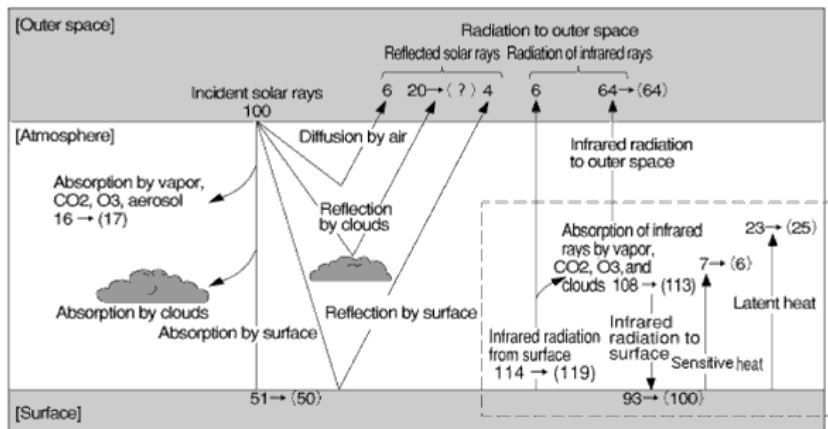 [Outer space]
Radiation to outer space
Reflected solar rays Radiation of infrared rays
Incident solar rays
100
6 20→( ? ) 4 6 64→(64)
[Atmosphere]
Diffusion by air
Infrared radiation
to outer space
Absorption by vapor,
CO2, O3, aerosol
16 → (17)
Reflection
by clouds
Absorption of infrared
rays by vapor,
CO2, O3, and
clouds 108 → (113)
23→(25)
7→(6)
Latent heat
Absorption by clouds
Absorption by surface
Reflection by surface
Infrared radiation
from surface
114 → (119)
Infrared
radiation to
surface
Sensitive heat
[Surface]
51→(50)
93→(100)